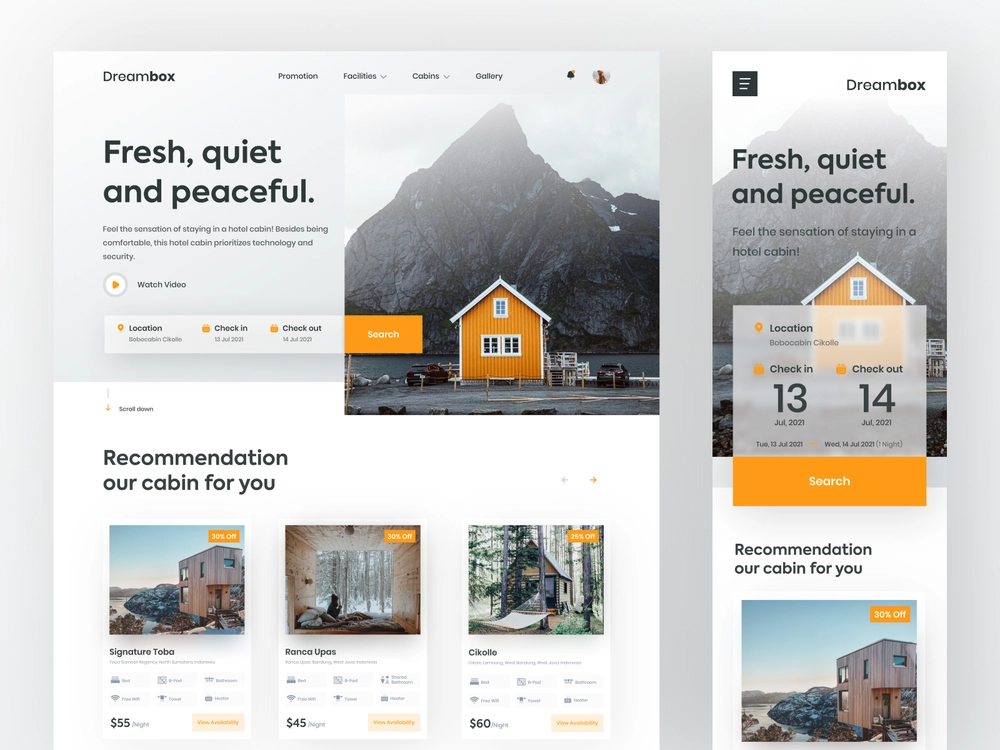 Dreambox
Promotion
Facilities
Cabins
Gallery
Fresh, quiet
and peaceful.
Feel the sensation of staying in a hotel cabin! Besides being
comfortable, this hotel cabin prioritizes technology and
security.
Watch Video
Location
Bobocabin Cikolle
Check in
13 Jul 2021
Check out
14 Jul 2021
Search
Scroll down
Recommendation
our cabin for you
30% Off
Signature Toba
Toba Samosir Regency, North Sumatera, Indonesia
Bed
B-Pad
Bathroom
Free Wifi
Towel
Heater
$55 /Night
View Availability
30% Off
Ranca Upas
Ranca Upas, Bandung, West Java, Indonesia
Bed
B-Pad
Shared
Bathroom
Free Wifi
Towel
Heater
$45 /Night
View Availability
25% Off
Cikolle
West Bandung, West Java, Indonesia
Bed
B-Pad
Bathroom
Free Wifi
Towel
Heater
$60 /Night
View Availability
Dreambox
Fresh, quiet
and peaceful.
Feel the sensation of staying in a
hotel cabin!
Location
Bobocabin Cikolle
Check in
13
Jul, 2021
Check out
14
Jul, 2021
Tue, 13 Jul 2021
Wed, 14 Jul 2021 (1 Night)
Search
Recommendation
our cabin for you
30% Off